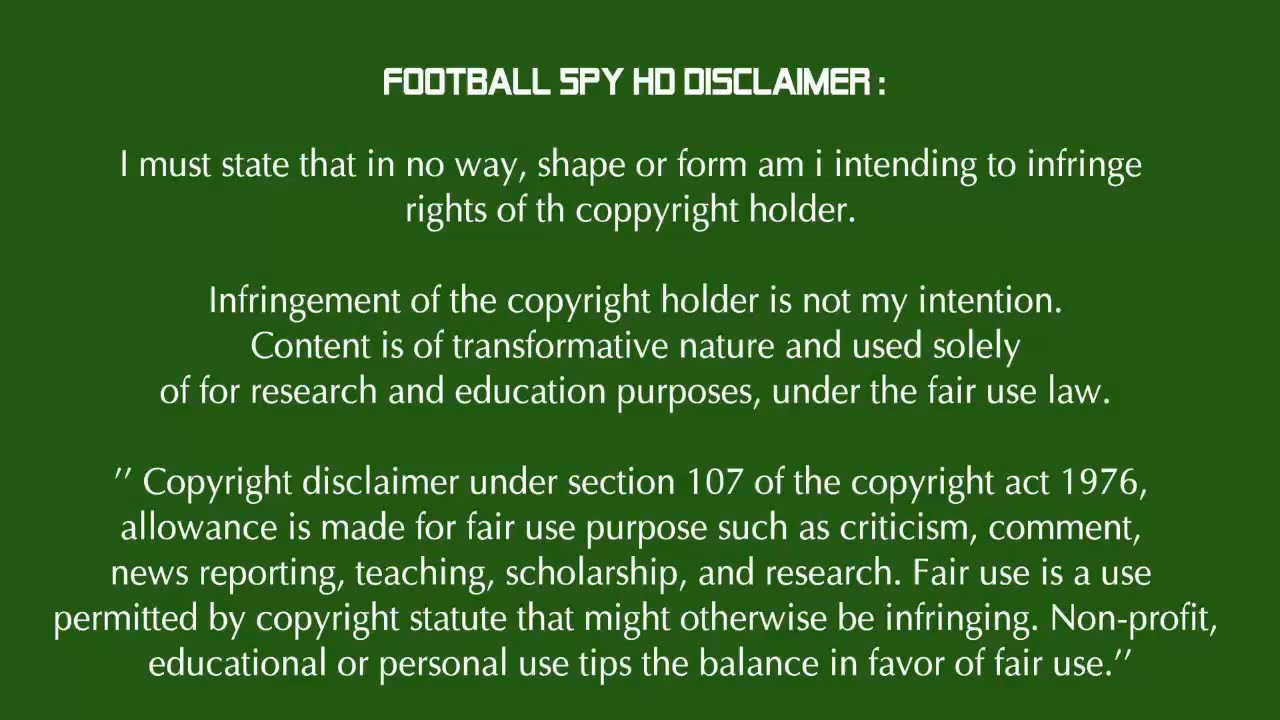 FOOTBALL SPY HD DISCLAIMER :
I must state that in no way, shape or form am i intending to infringe
rights of th coppyright holder.
Infringement of the copyright holder is not my intention.
Content is of transformative nature and used solely
of for research and education purposes, under the fair use law.
’’ Copyright disclaimer under section 107 of the copyright act 1976,
allowance is made for fair use purpose such as criticism, comment,
news reporting, teaching, scholarship, and research. Fair use is a use
permitted by copyright statute that might otherwise be infringing. Non-profit,
educational or personal use tips the balance in favor of fair use.’’